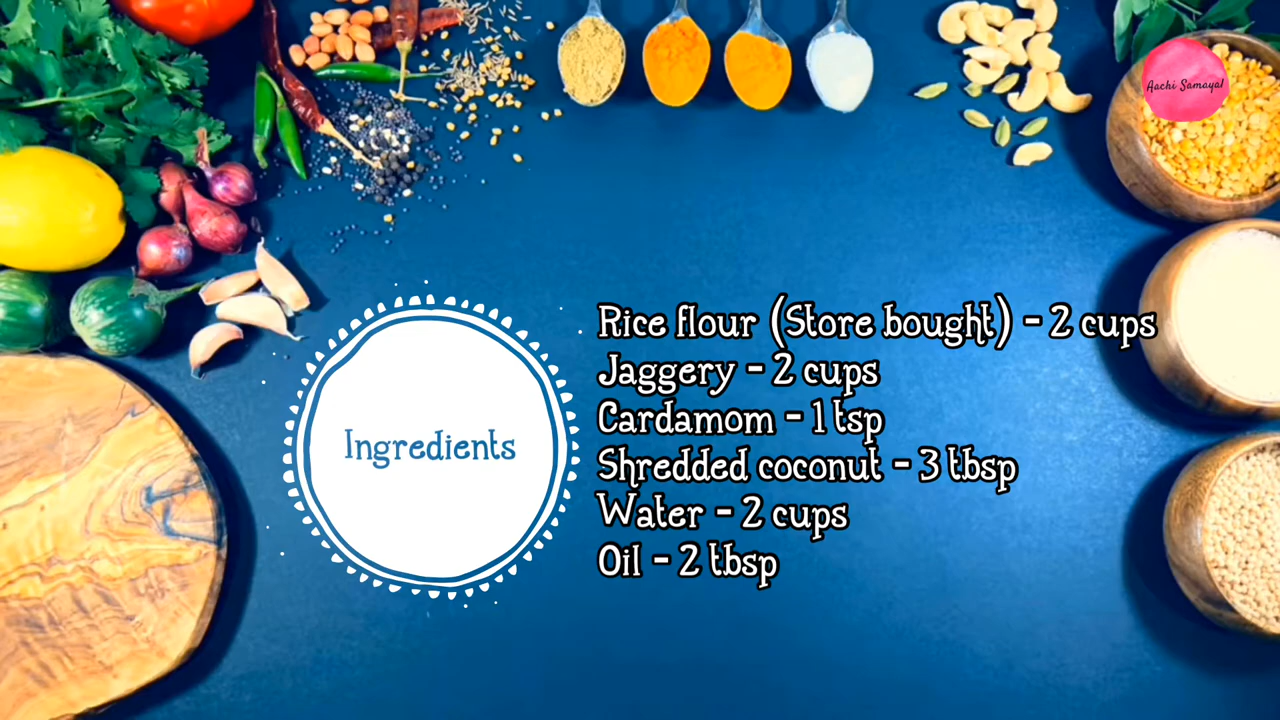 Aachi Samayal
Rice flour (Store bought) - 2 cups
Jaggery - 2 cups
Cardamom - 1 tsp
Shredded coconut - 3 tbsp
Water - 2 cups
Oil - 2 tbsp
Ingredients